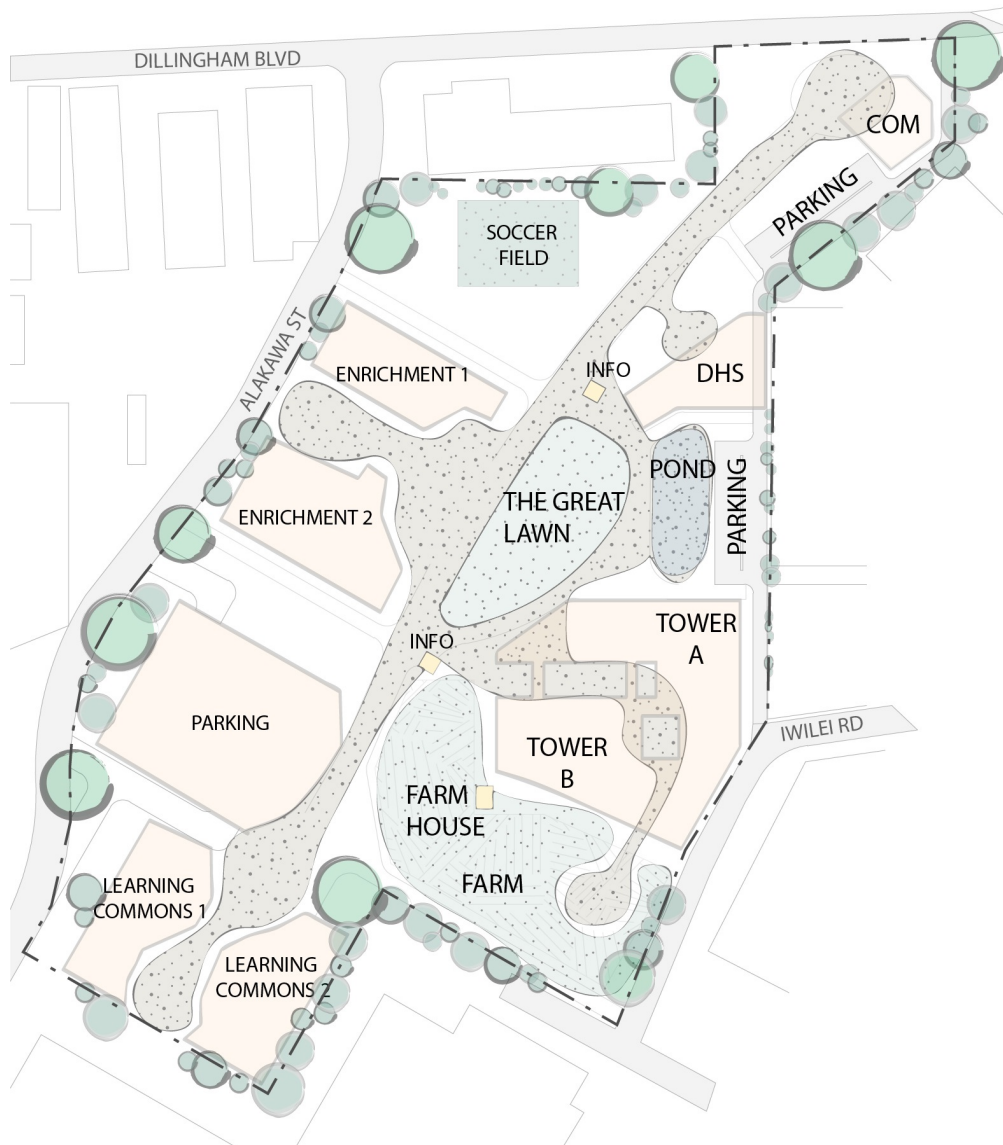 DILLINGHAM BLVD
COM
PARKING
SOCCER
FIELD
ALAKAWA ST
INFO
ENRICHMENT 1
DHS
POND
THE GREAT
LAWN
PARKING
ENRICHMENT 2
TOWER
A
INFO
PARKING
IWILEI RD
TOWER
B
FARM
HOUSE
FARM
LEARNING
COMMONS 1
LEARNING
COMMONS 2